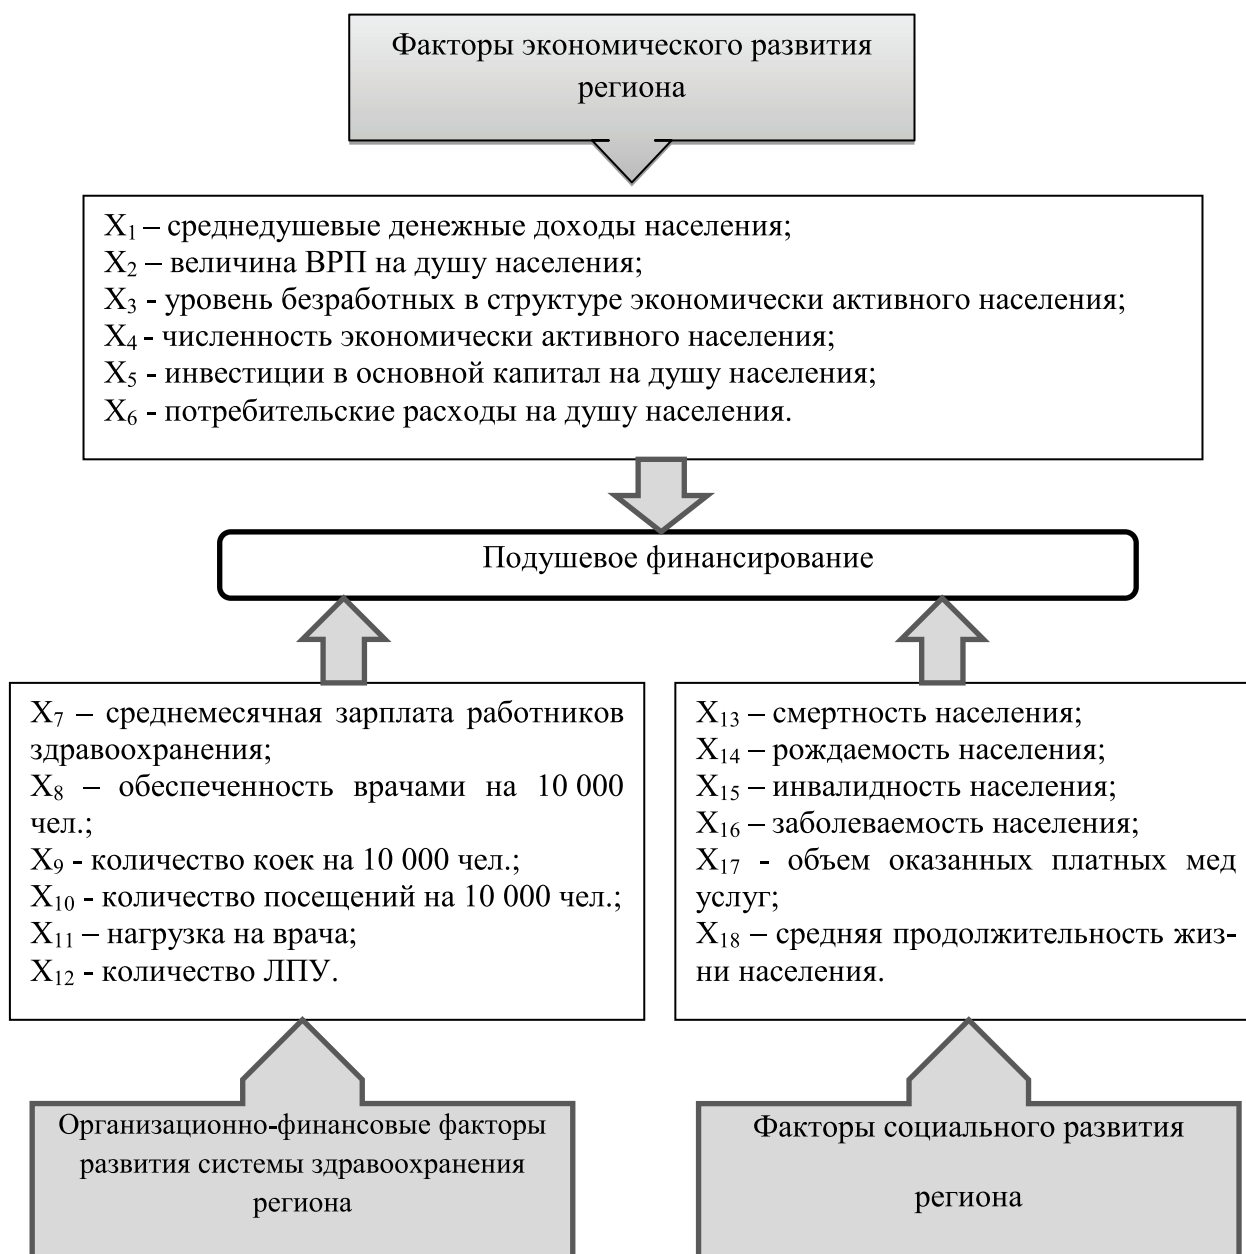 Факторы экономического развития
региона
X₁ – среднедушевые денежные доходы населения;
X₂ – величина ВРП на душу населения;
X₃ - уровень безработных в структуре экономически активного населения;
X₄ - численность экономически активного населения;
X₅ - инвестиции в основной капитал на душу населения;
X₆ - потребительские расходы на душу населения.
Подушевое финансирование
X₇ – среднемесячная зарплата работников
здравоохранения;
X₈ – обеспеченность врачами на 10 000
чел.;
X₉ - количество коек на 10 000 чел.;
X₁₀ - количество посещений на 10 000 чел.;
X₁₁ – нагрузка на врача;
X₁₂ - количество ЛПУ.
X₁₃ – смертность населения;
X₁₄ – рождаемость населения;
X₁₅ – инвалидность населения;
X₁₆ – заболеваемость населения;
X₁₇ - объем оказанных платных мед
услуг;
X₁₈ – средняя продолжительность жиз-
ни населения.
Организационно-финансовые факторы
развития системы здравоохранения
региона
Факторы социального развития
региона